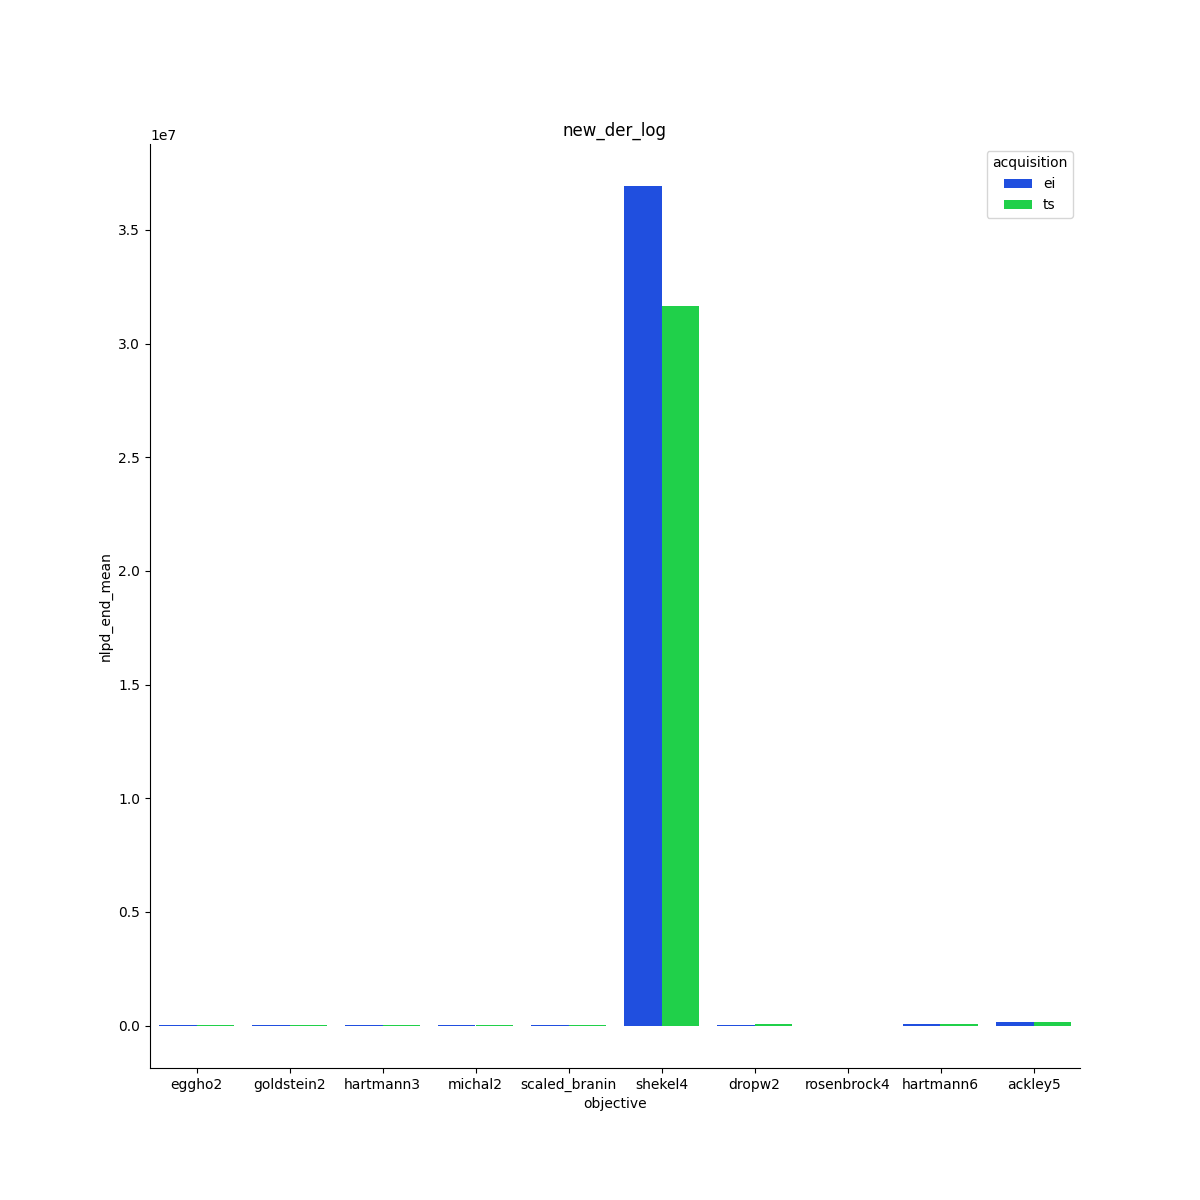 new_der_log
1e7
acquisition
ei
ts
3.5
3.0
2.5
2.0
1.5
1.0
0.5
0.0
nlpd_end_mean
eggho2 goldstein2 hartmann3 michal2 scaled_branin shekel4 dropw2 rosenbrock4 hartmann6 ackley5
objective